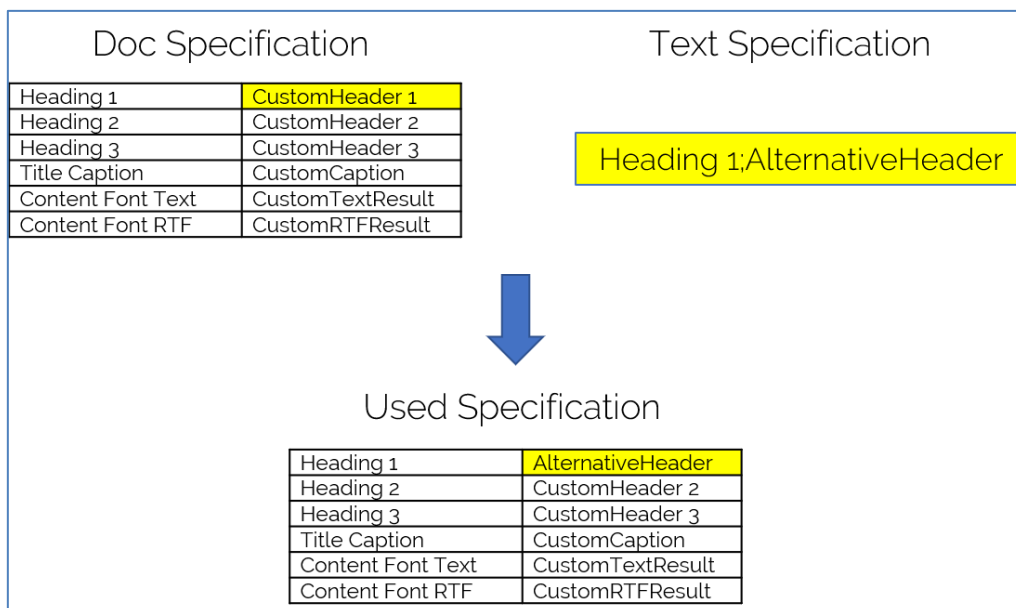 Doc Specification
Text Specification
Heading 1 CustomHeader 1
Heading 2 CustomHeader 2
Heading 3 CustomHeader 3
Title Caption CustomCaption
Content Font Text CustomTextResult
Content Font RTF CustomRTFResult
Heading 1;AlternativeHeader
Used Specification
Heading 1 AlternativeHeader
Heading 2 CustomHeader 2
Heading 3 CustomHeader 3
Title Caption CustomCaption
Content Font Text CustomTextResult
Content Font RTF CustomRTFResult